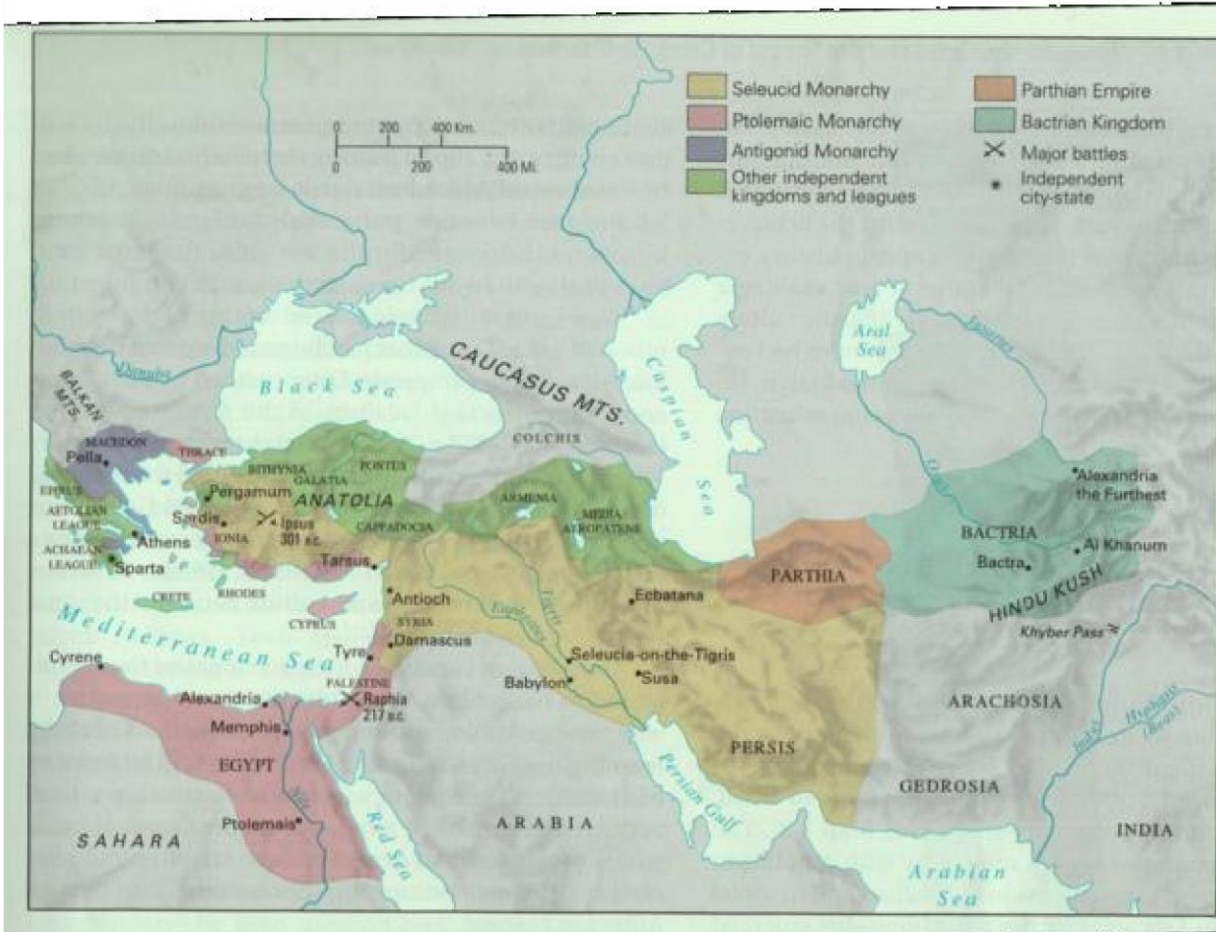 Seleucid Monarchy
Ptolemaic Monarchy
Antigonid Monarchy
Other independent
kingdoms and leagues
Parthian Empire
Bactrian Kingdom
Major battles
Independent
city-state
0 200 400 Km.
0 200 400 Mi.
Danube
BALKAN
MTS.
Black Sea
CAUCASUS MTS.
Caspian
Sea
Aral
Sea
Jaxartes
Oxus
COLCHIS
MACEDON
Pella
THRACE
EPIRUS
AETOLIAN
LEAGUE
ACHAEAN
LEAGUE
Athens
Sparta
CRETE
RHODES
BITHYNIA
GALATIA
PONTUS
Pergamum
ANATOLIA
Sardis
Ipsus
301 B.C.
IONIA
CAPPADOCIA
Tarsus
ARMENIA
MEDIA
ATROPATENE
PARTHIA
BACTRIA
Alexandria
the Furthest
Ai Khanum
Bactra
HINDU KUSH
Khyber Pass
Antioch
SYRIA
CYPRUS
Damascus
Tyre
PALESTINE
Raphia
217 B.C.
Mediterranean Sea
Cyrene
Alexandria
Memphis
EGYPT
Nile
Ptolemais
SAHARA
Red Sea
Euphrates
Tigris
Ecbatana
Seleucia-on-the-Tigris
Babylon
Susa
PERSIS
Persian Gulf
ARABIA
ARACHOSIA
GEDROSIA
Indus
Hyphasis
(Beas)
INDIA
Arabian
Sea